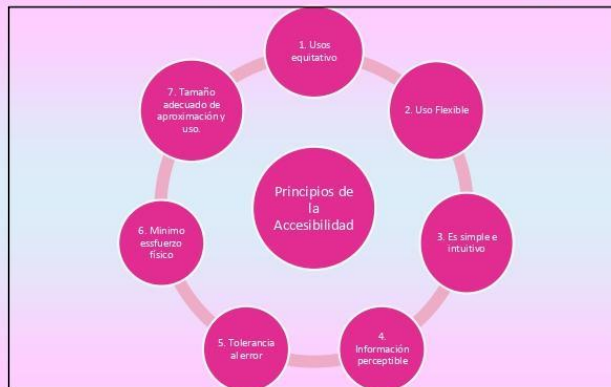 1. Usos
equitativo
2. Uso Flexible
3. Es simple e
intuitivo
4.
Información
perceptible
5. Tolerancia
al error
6. Minimo
essfuerzo
físico
7. Tamaño
adecuado de
aproximación y
uso.
Principios de
la
Accesibilidad